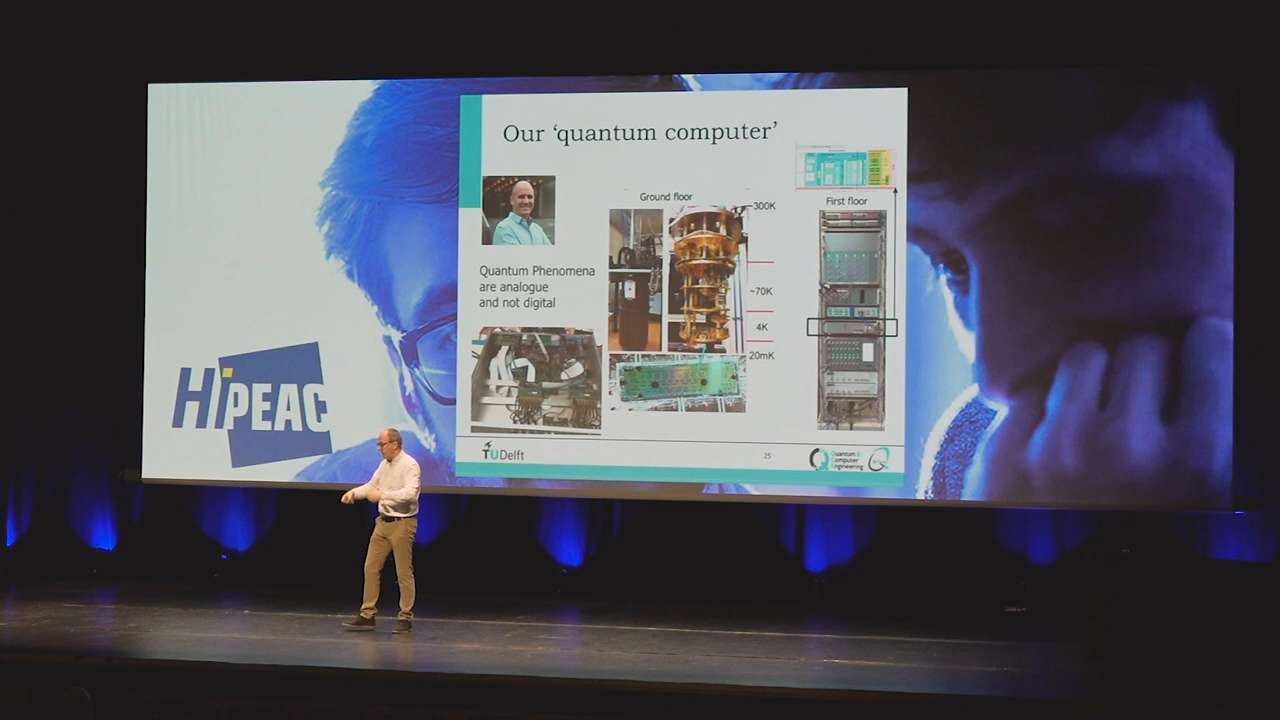 Our ‘quantum computer’
Ground floor
300K
First floor
Quantum Phenomena
are analogue
and not digital
~70K
4K
20mK
HiPEAC
TUDelft
25
Quantum &
Computer
Engineering